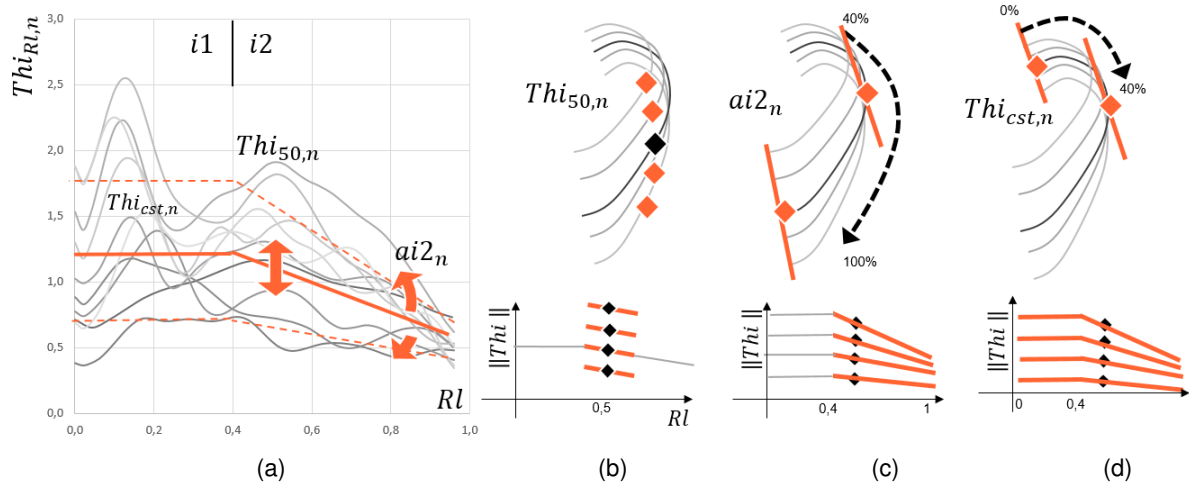 Thi_{Rl,n}
3,0
2,5
2,0
1,5
1,0
0,5
0,0
i1 i2
Thi_{50,n}
Thi_{cst,n}
ai2_n
Rl
0,0 0,2 0,4 0,6 0,8 1,0
(a)
Thi_{50,n}
||Thi ||
0,5
Rl
(b)
40%
ai2_n
100%
||Thi ||
0,4 1
(c)
0%
40%
Thi_{cst,n}
||Thi ||
0 0,4
(d)